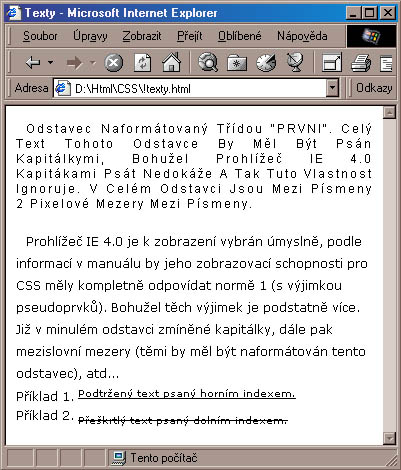 Texty - Microsoft Internet Explorer
Soubor Úpravy Zobrazit Přejít Oblíbené Nápověda
Adresa D:\Html\CSS\!texty.html Odkazy
Odstavec Naformátovaný Třídou "PRVNI". Celý
Text Tohoto Odstavce By Měl Být Psán
Kapitálkymi, Bohužel Prohlížeč IE 4.0
Kapitákami Psát Nedokáže A Tak Tuto Vlastnost
Ignoruje. V Celém Odstavci Jsou Mezi Písmeny
2 Pixelové Mezery Mezi Písmeny.
Prohlížeč IE 4.0 je k zobrazení vybrán úmyslně, podle
informací v manuálu by jeho zobrazovací schopnosti pro
CSS měly kompletně odpovídat normě 1 (s výjimkou
pseudoprvků). Bohužel těch výjimek je podstatně více.
Již v minulém odstavci zmíněné kapitálky, dále pak
mezislovní mezery (těmi by měl být naformátován tento
odstavec), atd...
Příklad 1. Podtržený text psaný horním indexem.
Příklad 2. Přeškrtlý text psaný dolním indexem.
Tento počítač